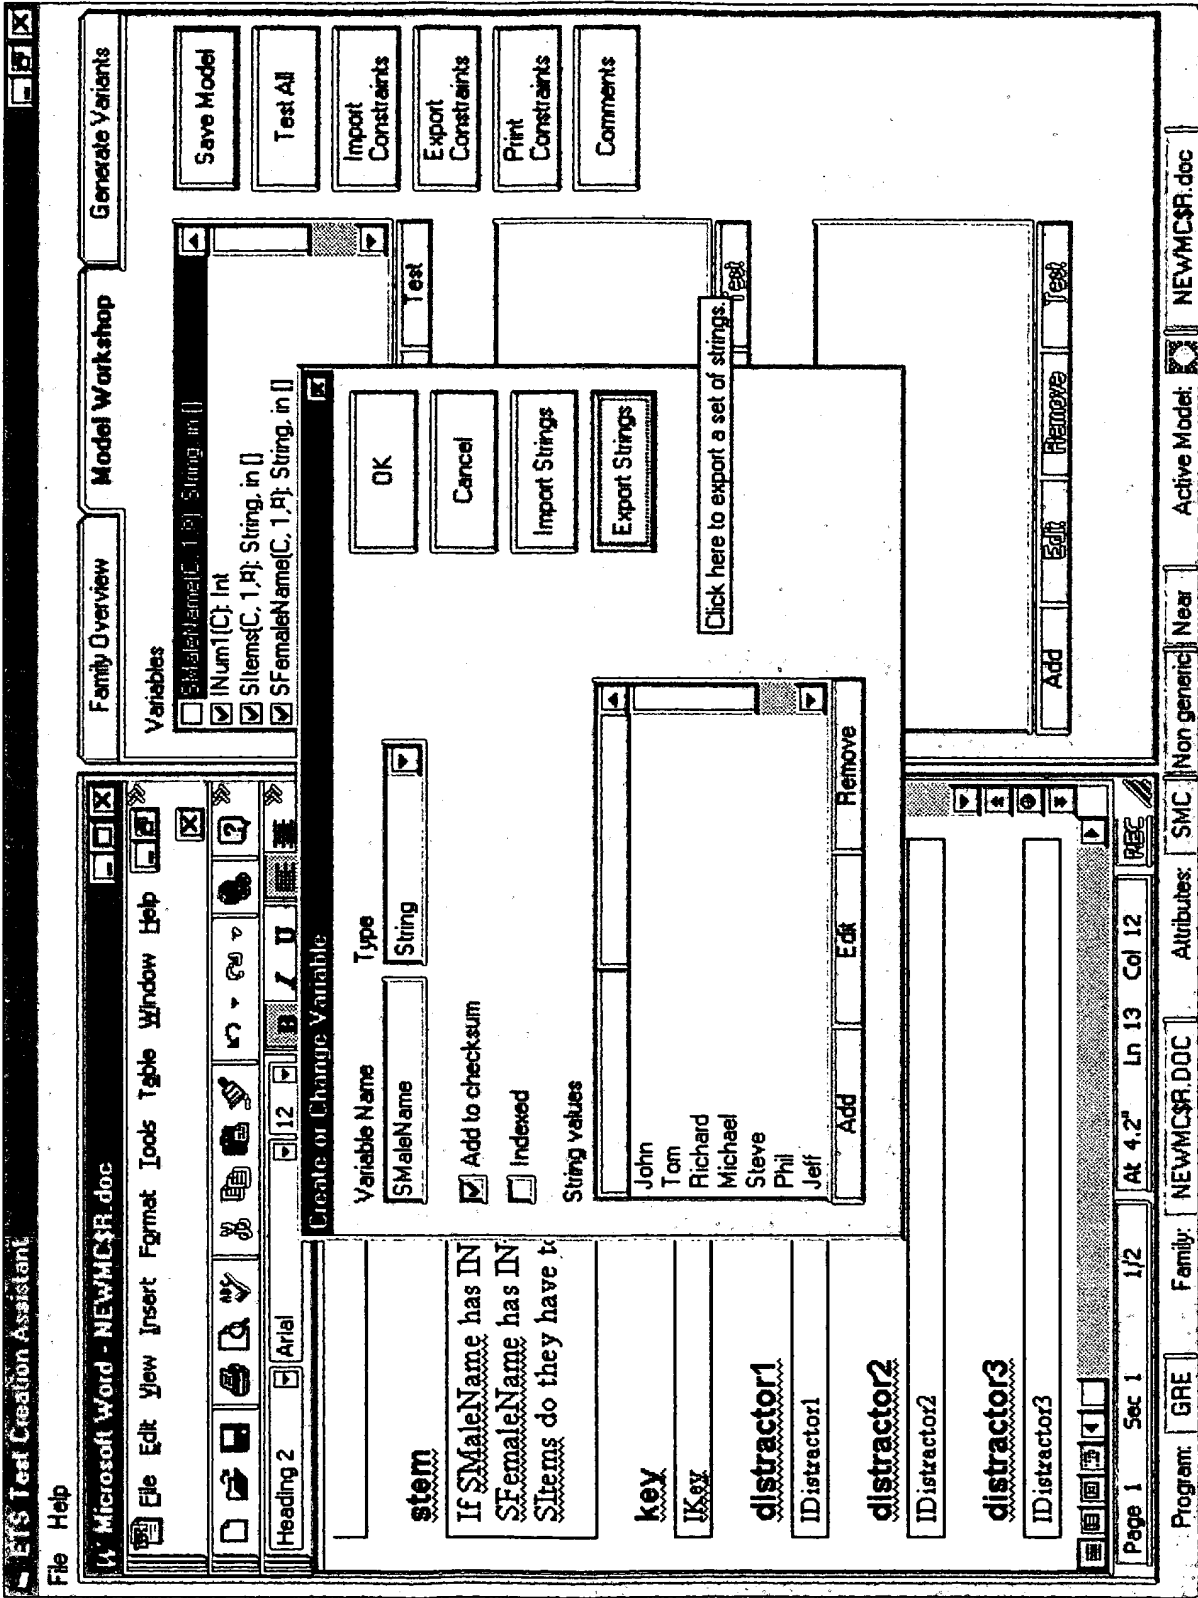 ETS Test Creation Assistant
File Help
Microsoft Word - NEWMC$R.doc
File Edit View Insert Format Tools Table Window Help
Heading 2 Arial 12 B I U
stem
If SMaleName has IN
SFemaleName has IN
SItems do they have to
key
IKey
distractor1
IDistractor1
distractor2
IDistractor2
distractor3
IDistractor3
Page 1 Sec 1 1/2 At 4.2" Ln 13 Col 12 REC
Family Overview Model Workshop Generate Variants
Variables
SMaleName(C, 1,A): String, in []
INum1(C): Int
SItems(C, 1,A): String, in []
SFemaleName(C, 1,A): String, in []
Test
Test
Add Edit Remove Test
Save Model
Test All
Import Constraints
Export Constraints
Print Constraints
Comments
Create or Change Variable
Variable Name Type
SMaleName String
Add to checksum
Indexed
String values
John
Tom
Richard
Michael
Steve
Phil
Jeff
Add Edit Remove
OK
Cancel
Import Strings
Export Strings
Click here to export a set of strings.
Program: GRE Family: NEWMC$R.DOC Attributes: SMC Non generic Near Active Model: NEWMC$R.doc